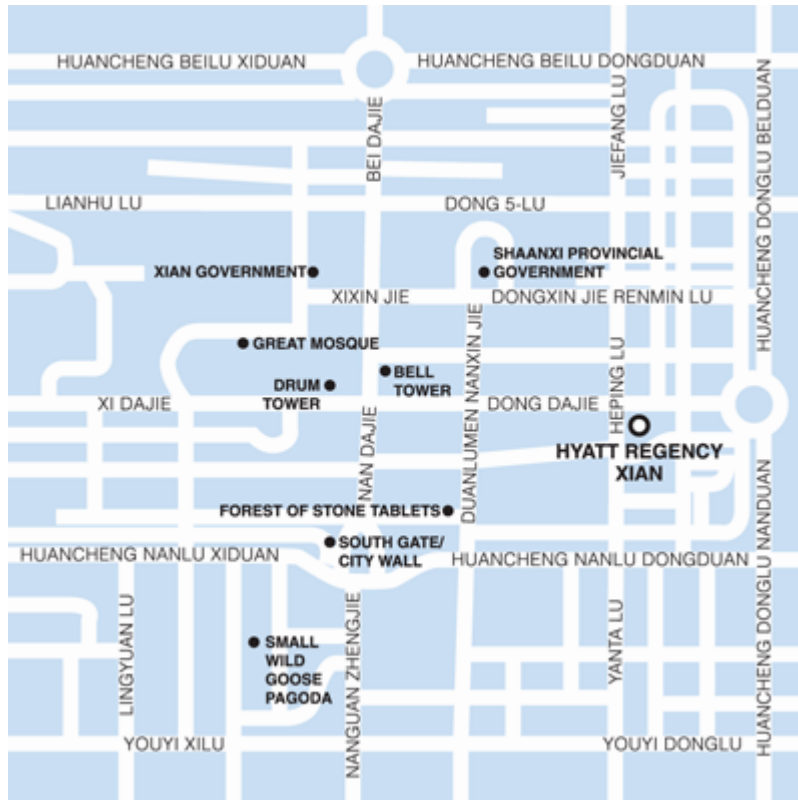 HUANCHENG BEILU XIDUAN
HUANCHENG BEILU DONGDUAN
BEI DAJIE
JIEFANG LU
HUANCHENG DONGLU BELDUAN
LIANHU LU
DONG 5-LU
XIAN GOVERNMENT
SHAANXI PROVINCIAL
GOVERNMENT
XIXIN JIE
DONGXIN JIE RENMIN LU
GREAT MOSQUE
DRUM
TOWER
BELL
TOWER
DUANLUMEN NANXIN JIE
HEPING LU
XI DAJIE
DONG DAJIE
NAN DAJIE
HYATT REGENCY
XIAN
FOREST OF STONE TABLETS
SOUTH GATE/
CITY WALL
HUANCHENG NANLU XIDUAN
HUANCHENG NANLU DONGDUAN
HUANCHENG DONGLU NANDUAN
LINGYUAN LU
SMALL
WILD
GOOSE
PAGODA
NANGUAN ZHENGJIE
YANTA LU
YOUYI XILU
YOUYI DONGLU